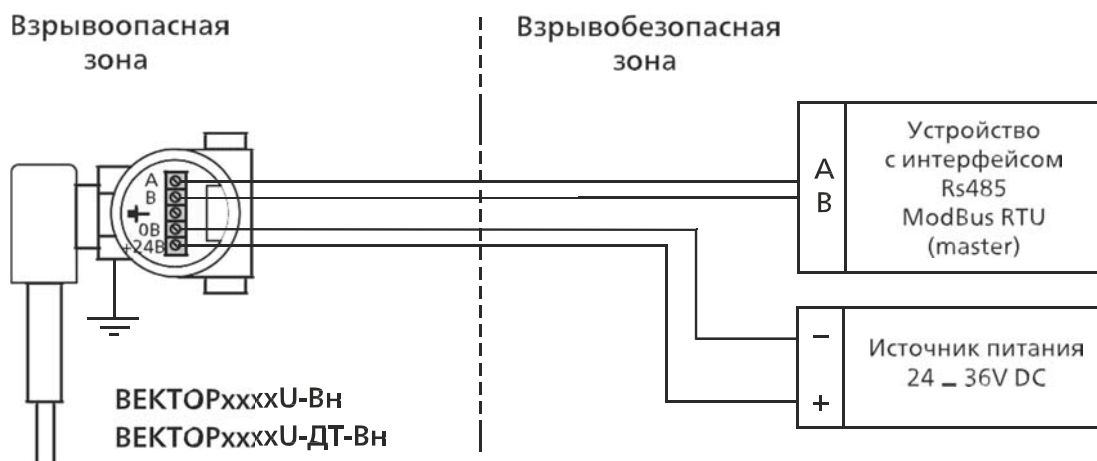 Взрывоопасная
зона
Взрывобезопасная
зона
A
B
0В
+24В
A
B
Устройство
с интерфейсом
Rs485
ModBus RTU
(master)
–
+
Источник питания
24 – 36V DC
ВЕКТОРxxxxU-Вн
ВЕКТОРxxxxU-ДТ-Вн